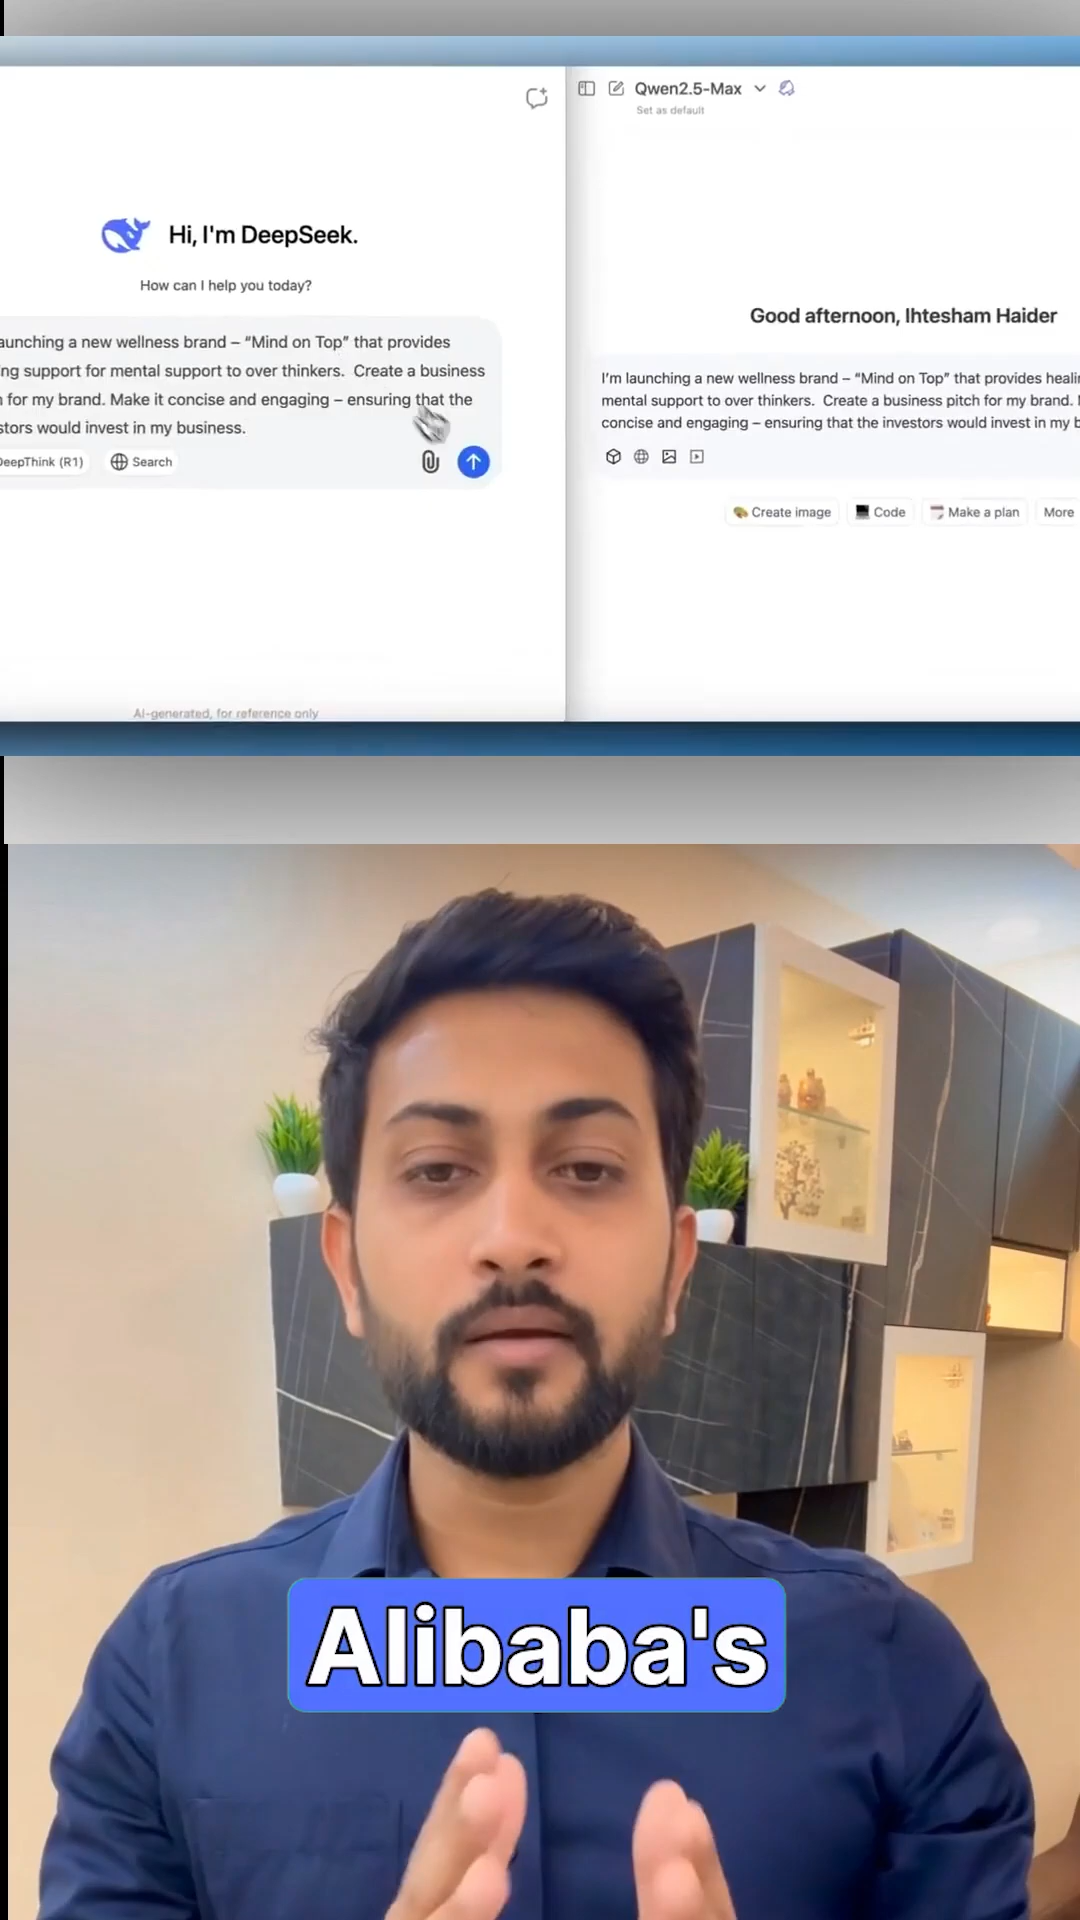 Hi, I'm DeepSeek.
How can I help you today?
aunching a new wellness brand – “Mind on Top” that provides
ng support for mental support to over thinkers. Create a business
n for my brand. Make it concise and engaging – ensuring that the
stors would invest in my business.
DeepThink (R1)
Search
AI-generated, for reference only
Qwen2.5-Max
Set as default
Good afternoon, Ihtesham Haider
I’m launching a new wellness brand – “Mind on Top” that provides heali
mental support to over thinkers. Create a business pitch for my brand.
concise and engaging – ensuring that the investors would invest in my b
Create image
Code
Make a plan
More
Alibaba's